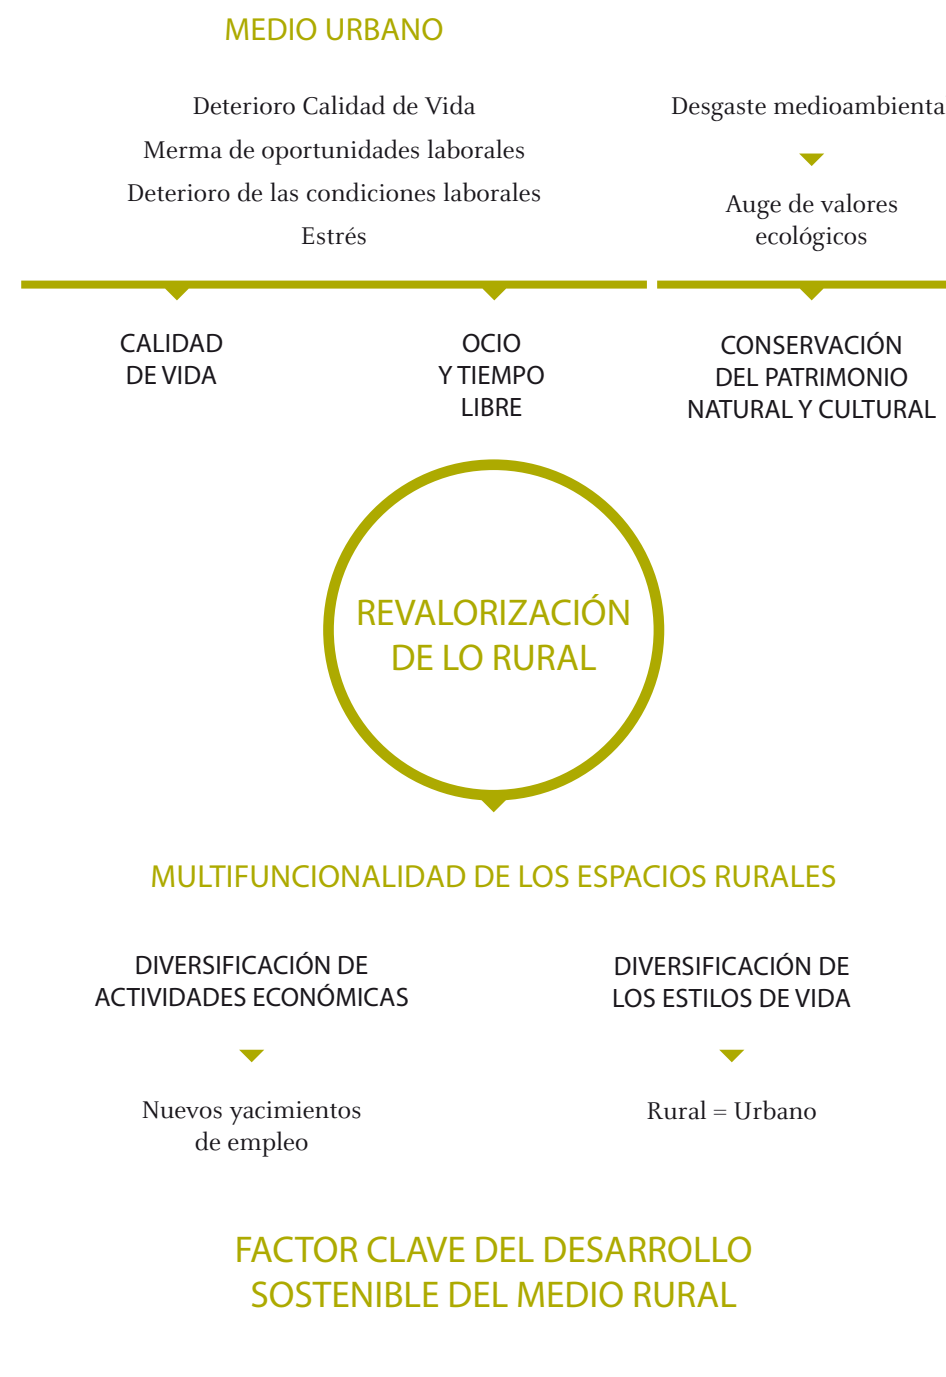 MEDIO URBANO
Deterioro Calidad de Vida
Merma de oportunidades laborales
Deterioro de las condiciones laborales
Estrés
Desgaste medioambienta
Auge de valores
ecológicos
CALIDAD
DE VIDA
OCIO
Y TIEMPO
LIBRE
CONSERVACIÓN
DEL PATRIMONIO
NATURAL Y CULTURAL
REVALORIZACIÓN
DE LO RURAL
MULTIFUNCIONALIDAD DE LOS ESPACIOS RURALES
DIVERSIFICACIÓN DE
ACTIVIDADES ECONÓMICAS
Nuevos yacimientos
de empleo
DIVERSIFICACIÓN DE
LOS ESTILOS DE VIDA
Rural = Urbano
FACTOR CLAVE DEL DESARROLLO
SOSTENIBLE DEL MEDIO RURAL